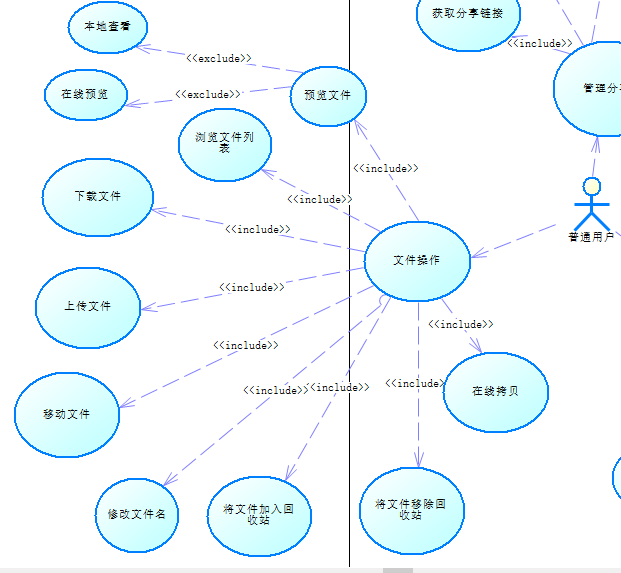 本地查看
获取分享链接
<<include>>
<<exclude>>
在线预览
<<exclude>>
预览文件
管理分
浏览文件列
表
<<include>>
下载文件
<<include>>
<<include>>
普通用户
文件操作
<<include>>
上传文件
<<include>>
<<include>>
<<include>>
<<include>>
<<include>
在线拷贝
移动文件
修改文件名
将文件加入回
收站
将文件移除回
收站